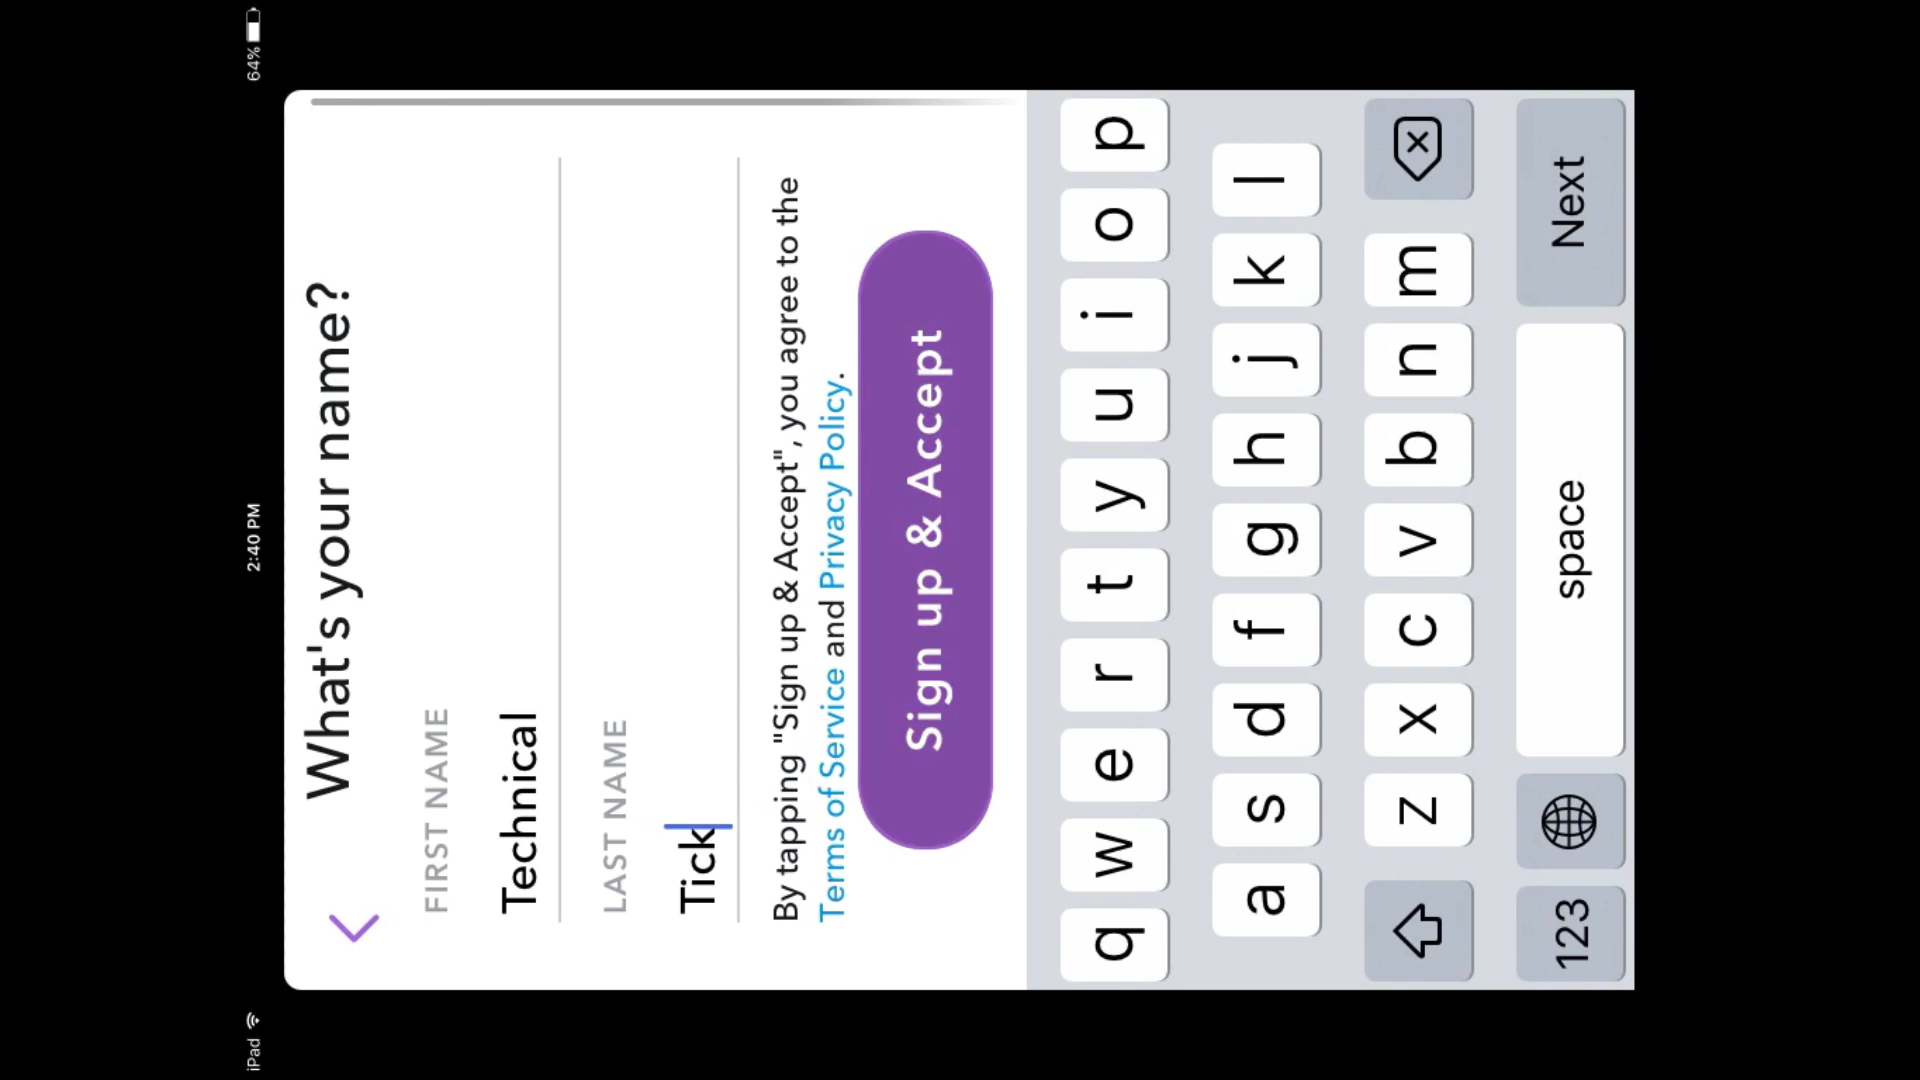 iPad 2:40 PM 64%
What's your name?
FIRST NAME
Technical
LAST NAME
Tick
By tapping "Sign up & Accept", you agree to the
Terms of Service and Privacy Policy.
Sign up & Accept
q w e r t y u i o p
a s d f g h j k l
z x c v b n m
123 space Next